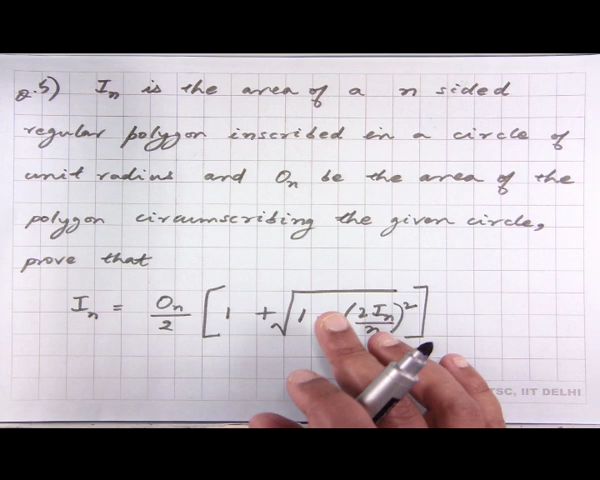 Q.5) In is the area of a n sided
regular polygon inscribed in a circle of
unit radius and On be the area of the
polygon circumscribing the given circle,
prove that
In = On/2 [1 + √1 (2In/n)²]
TSC, IIT DELHI